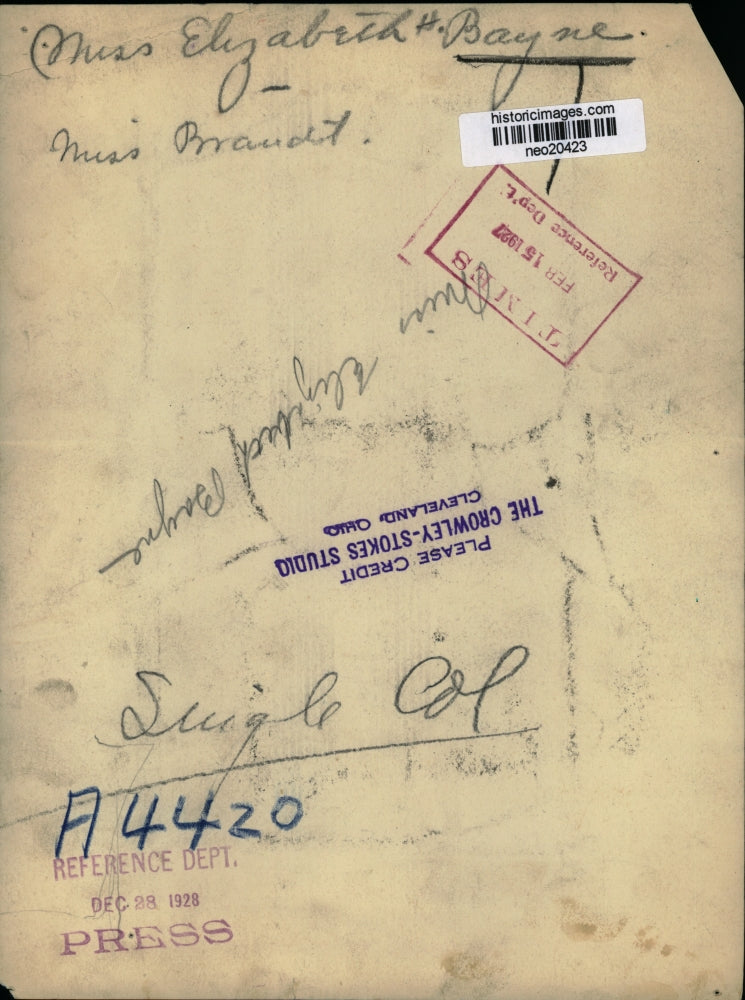 Miss Elizabeth H. Bayne.
Miss Brandt.
historicimages.com
neo20423
TIMES
FEB 15 1927
Reference Dep't.
Miss
Elizabeth
Bayne
PLEASE CREDIT
THE CROWLEY-STOKES STUDIO
CLEVELAND, OHIO
Single Col
A4420
REFERENCE DEPT.
DEC 28 1928
PRESS